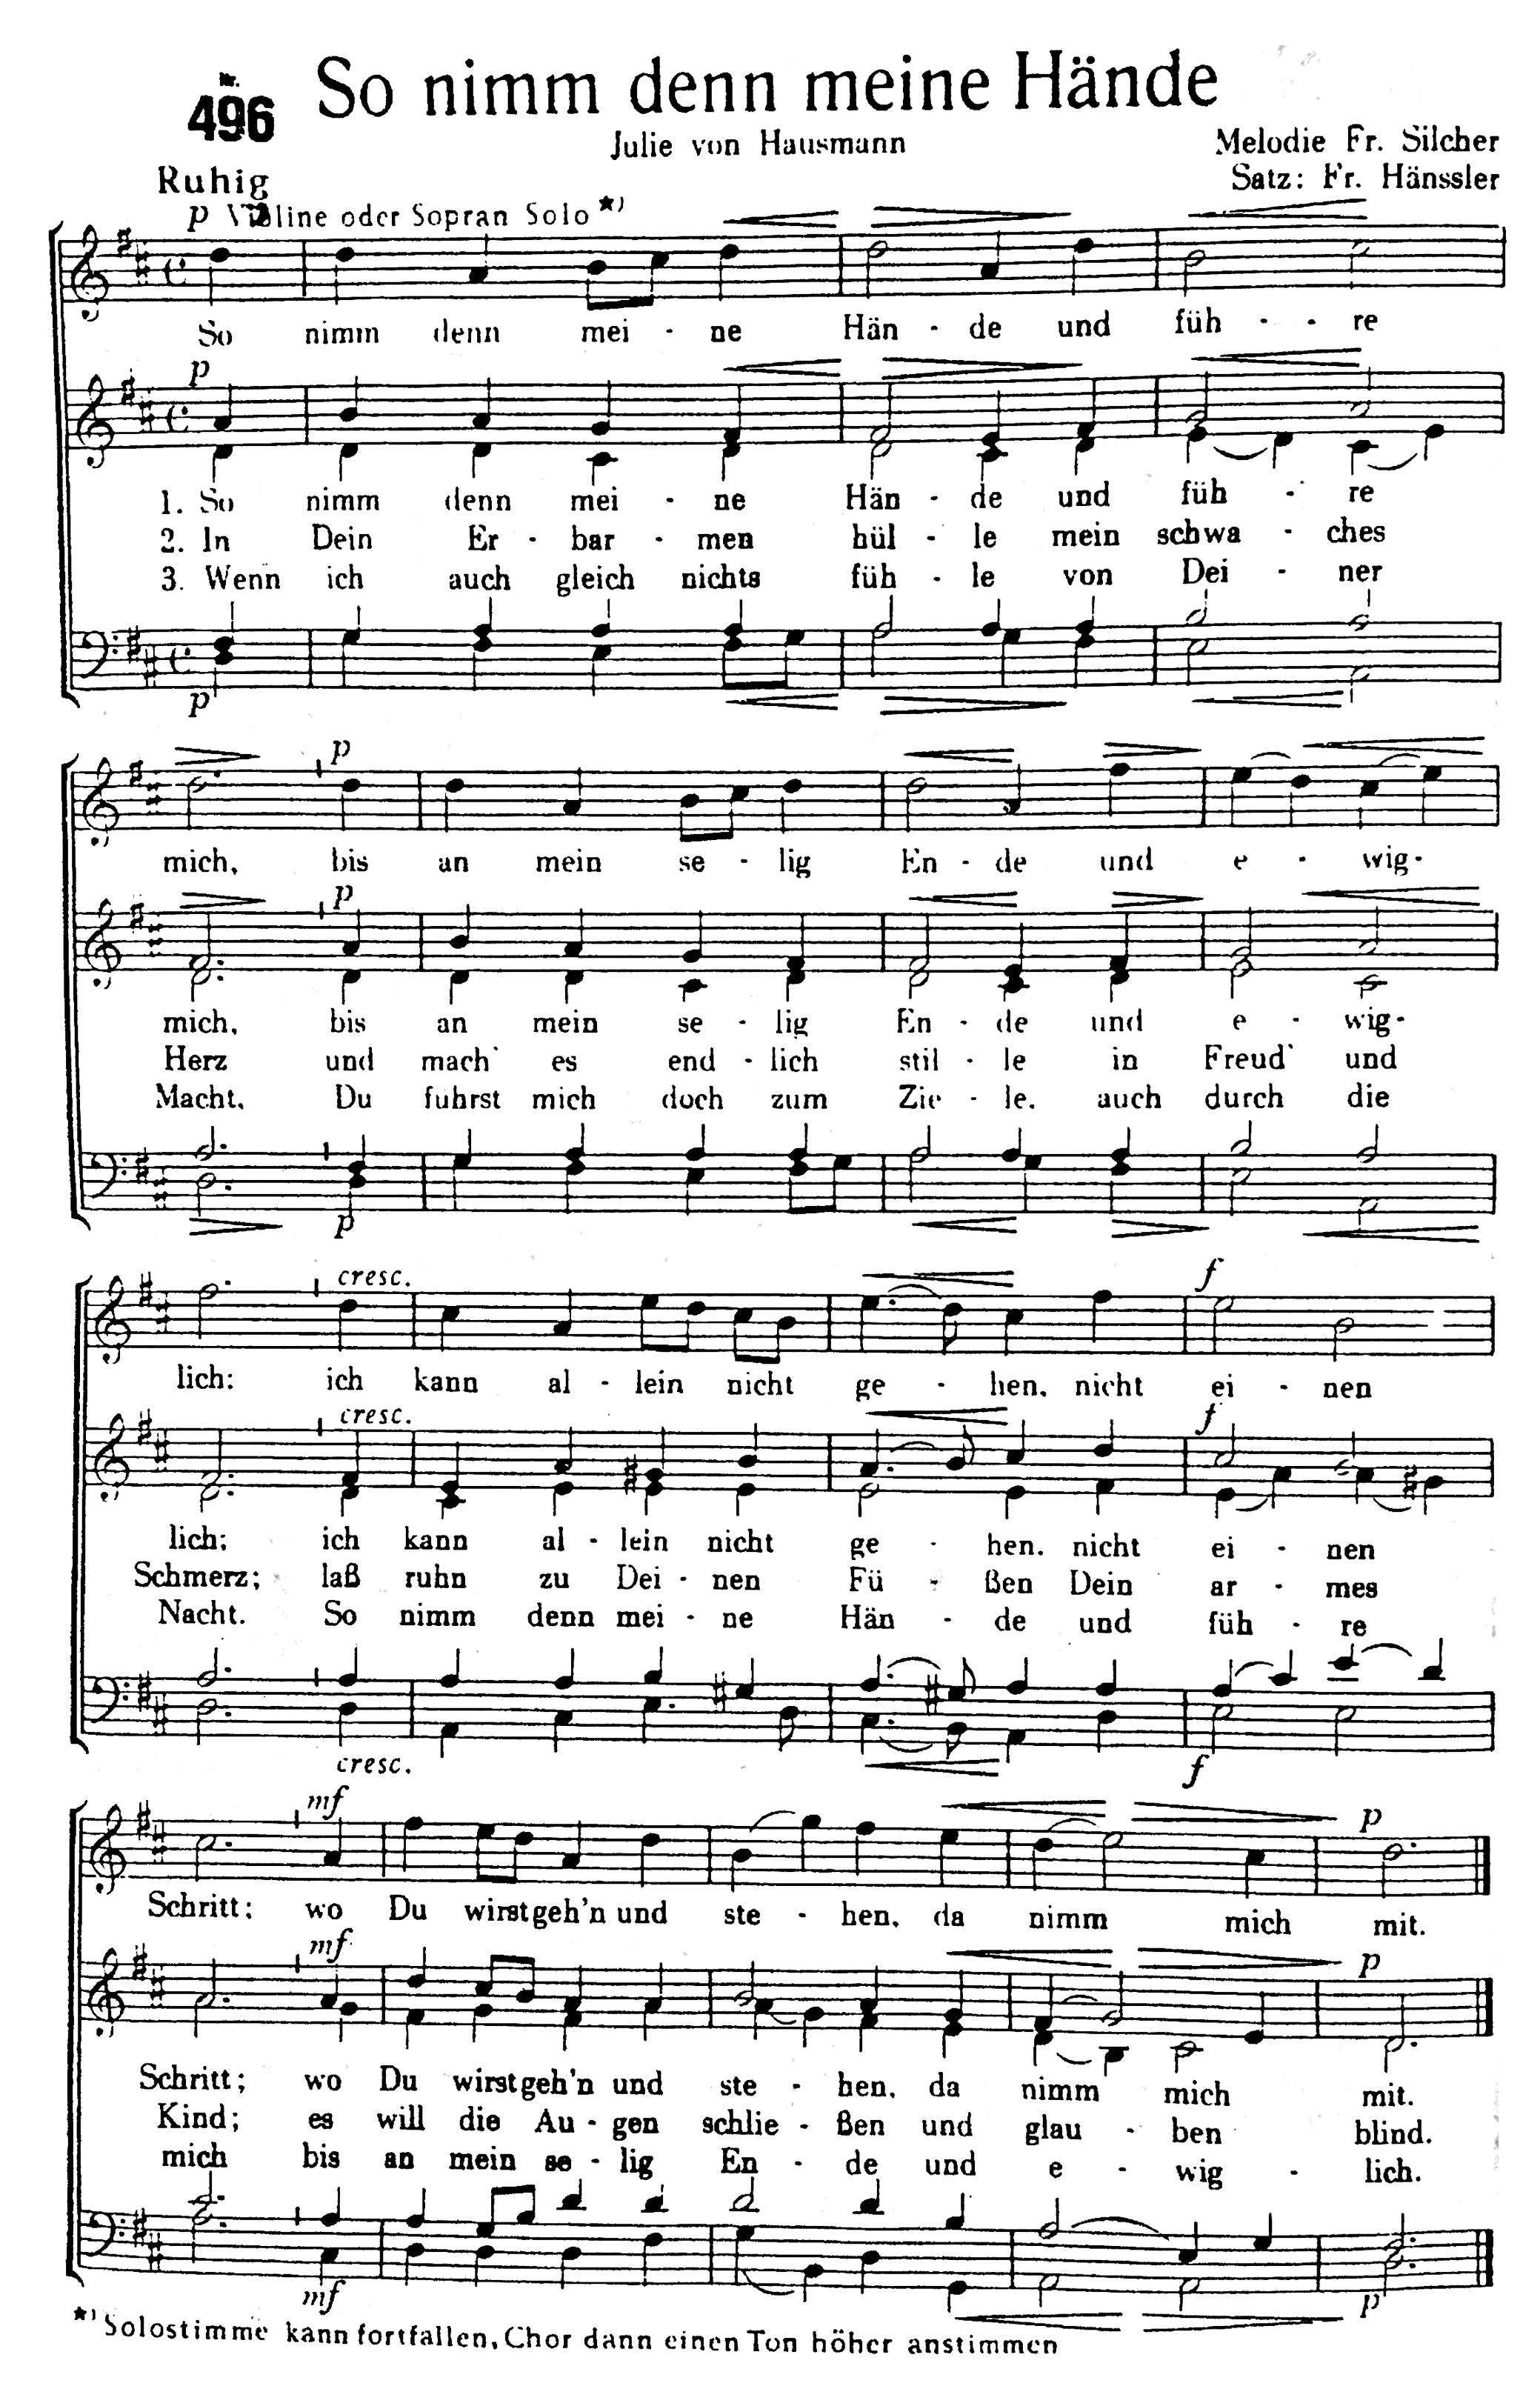 Nr.
496
So nimm denn meine Hände
Julie von Hausmann
Melodie Fr. Silcher
Satz: Fr. Hänssler
Ruhig
p Violine oder Sopran Solo *)
So nimm denn mei - ne Hän - de und füh - - re
p
1. So nimm denn mei - ne Hän - de und füh - re
2. In Dein Er - bar - men hül - le mein schwa - ches
3. Wenn ich auch gleich nichts füh - le von Dei - ner
p
p
mich, bis an mein se - lig En - de und e - wig-
p
mich, bis an mein se - lig En - de und e - wig-
Herz und mach' es end - lich stil - le in Freud' und
Macht, Du fuhrst mich doch zum Zie - le, auch durch die
p
cresc. f
lich: ich kann al - lein nicht ge - hen, nicht ei - nen
cresc. f
lich; ich kann al - lein nicht ge - hen. nicht ei - nen
Schmerz; laß ruhn zu Dei - nen Fü - ßen Dein ar - mes
Nacht. So nimm denn mei - ne Hän - de und füh - re
cresc. f
mf p
Schritt; wo Du wirst geh'n und ste - hen, da nimm mich mit.
mf p
Schritt; wo Du wirst geh'n und ste - hen, da nimm mich mit.
Kind; es will die Au - gen schlie - ßen und glau - ben blind.
mich bis an mein se - lig En - de und e - wig - lich.
mf p
*) Solostimme kann fortfallen, Chor dann einen Ton höher anstimmen